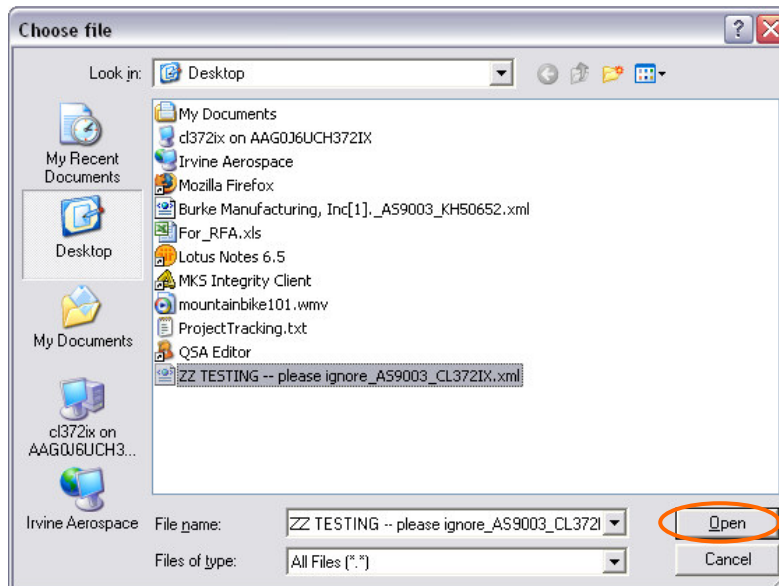 Choose file
Look in: Desktop
My Documents
cl372ix on AAG0J6UCH372IX
Irvine Aerospace
Mozilla Firefox
Burke Manufacturing, Inc[1]._AS9003_KH50652.xml
For_RFA.xls
Lotus Notes 6.5
MKS Integrity Client
mountainbike101.wmv
ProjectTracking.txt
QSA Editor
ZZ TESTING -- please ignore_AS9003_CL372IX.xml
My Recent
Documents
Desktop
My Documents
cl372ix on
AAG0J6UCH3...
Irvine Aerospace
File name: ZZ TESTING -- please ignore_AS9003_CL372I Open
Files of type: All Files (*.*) Cancel